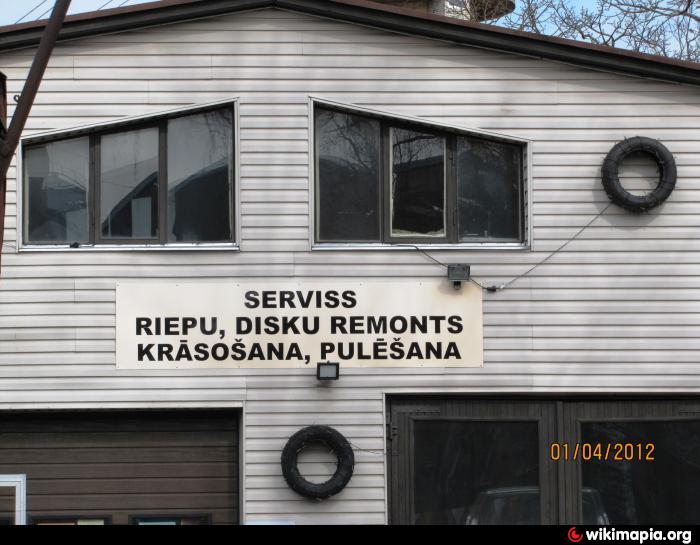 SERVISS
RIEPU, DISKU REMONTS
KRĀSOŠANA, PULĒŠANA
01/04/2012
wikimapia.org